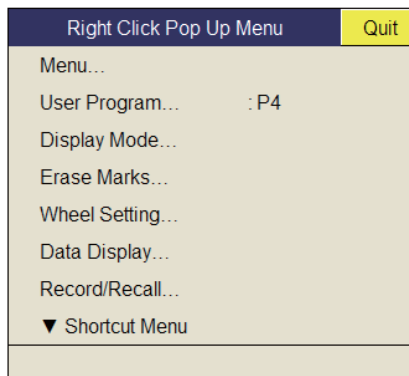 Right Click Pop Up Menu Quit
Menu...
User Program... : P4
Display Mode...
Erase Marks...
Wheel Setting...
Data Display...
Record/Recall...
▼ Shortcut Menu